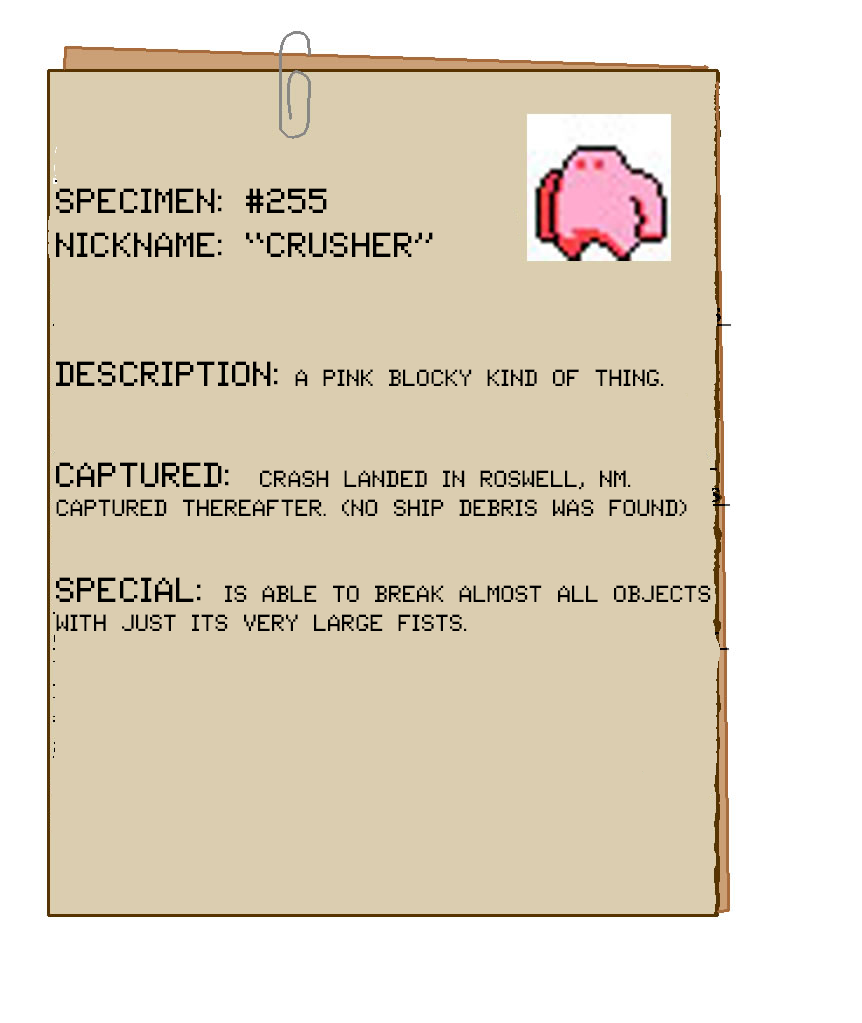 SPECIMEN: #255
NICKNAME: "CRUSHER"
DESCRIPTION: A PINK BLOCKY KIND OF THING.
CAPTURED: CRASH LANDED IN ROSWELL, NM.
CAPTURED THEREAFTER. (NO SHIP DEBRIS WAS FOUND)
SPECIAL: IS ABLE TO BREAK ALMOST ALL OBJECTS
WITH JUST ITS VERY LARGE FISTS.